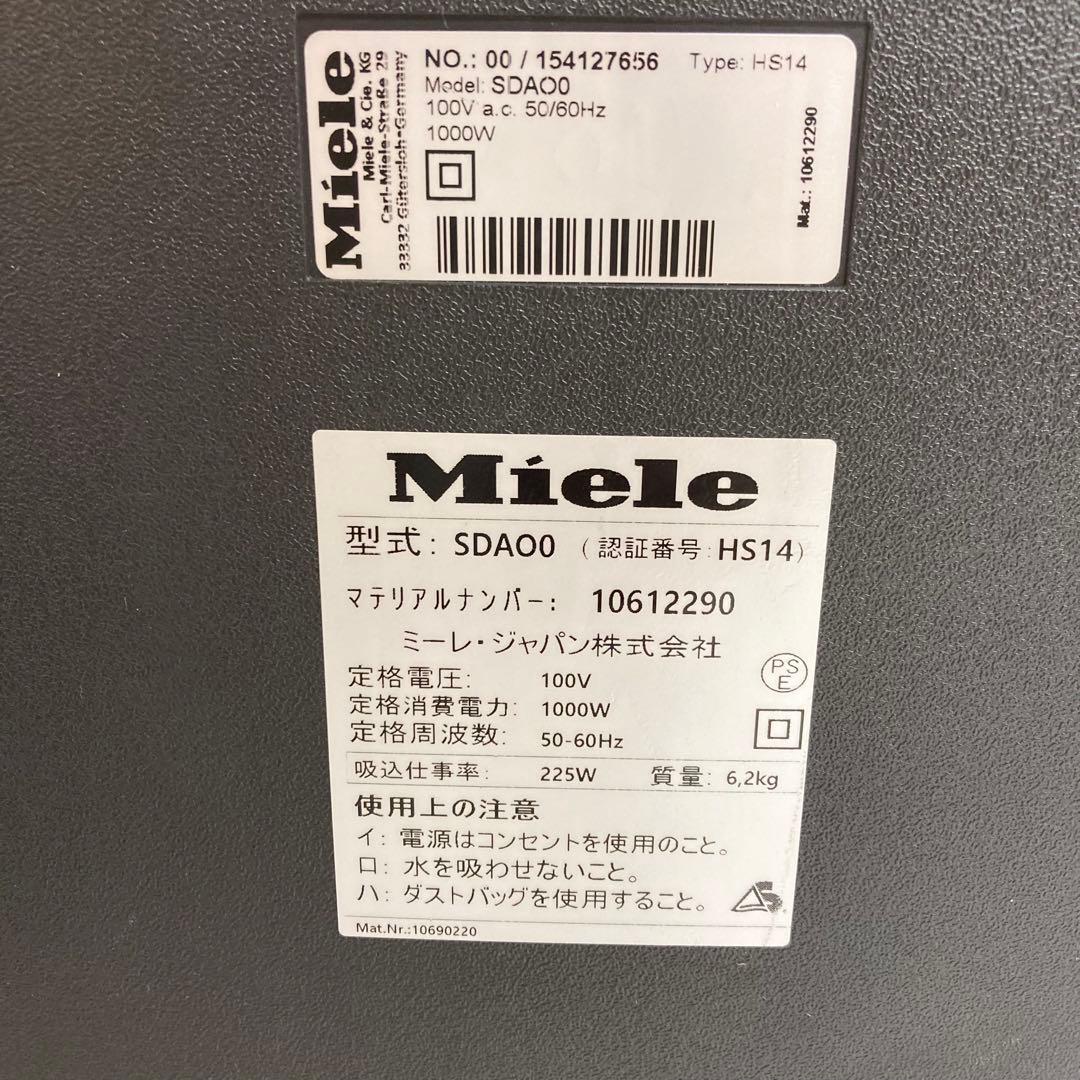 Miele
Miele & Cie. KG
Carl-Miele-Straße 29
33332 Gütersloh•Germany
NO.: 00 / 154127656 Type: HS14
Model: SDAO0
100V a.c. 50/60Hz
1000W
Mat.: 10612290
Miele
型式: SDAO0 (認証番号:HS14)
マテリアルナンバー: 10612290
ミーレ・ジャパン株式会社
PS
E
定格電圧: 100V
定格消費電力: 1000W
定格周波数: 50-60Hz
吸込仕事率: 225W 質量: 6,2kg
使用上の注意
イ: 電源はコンセントを使用のこと。
ロ: 水を吸わせないこと。
ハ: ダストバッグを使用すること。
Mat.Nr.:10690220